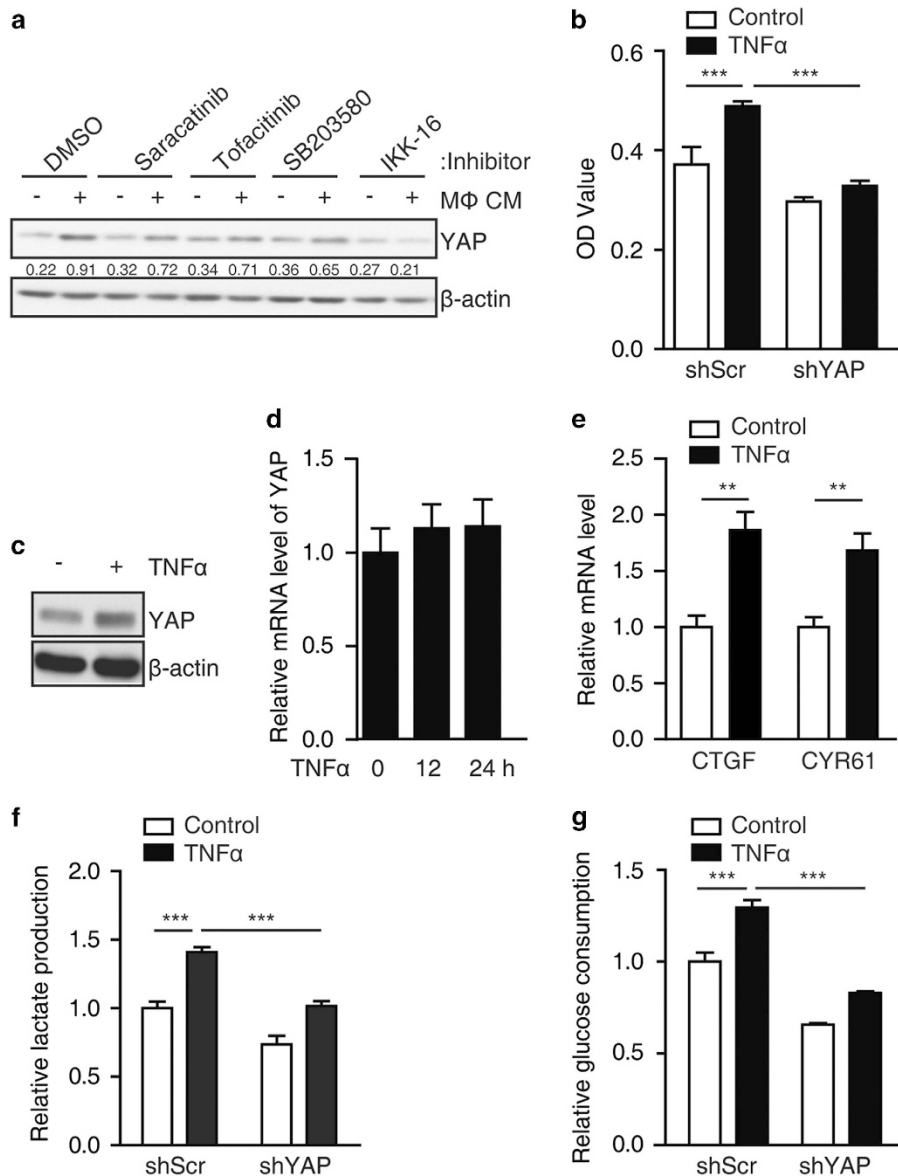 a
DMSO Saracatinib Tofacitinib SB203580 IKK-16 :Inhibitor
- + - + - + - + - + MΦ CM
YAP
0.22 0.91 0.32 0.72 0.34 0.71 0.36 0.65 0.27 0.21
β-actin
b
Control
TNFα
OD Value
0.6
0.4
0.2
0.0
*** ***
shScr shYAP
c
- + TNFα
YAP
β-actin
d
Relative mRNA level of YAP
1.5
1.0
0.5
0.0
TNFα 0 12 24 h
e
Control
TNFα
Relative mRNA level
2.5
2.0
1.5
1.0
0.5
0.0
** **
CTGF CYR61
f
Control
TNFα
Relative lactate production
2.0
1.5
1.0
0.5
0.0
*** ***
shScr shYAP
g
Control
TNFα
Relative glucose consumption
1.5
1.0
0.5
0.0
*** ***
shScr shYAP